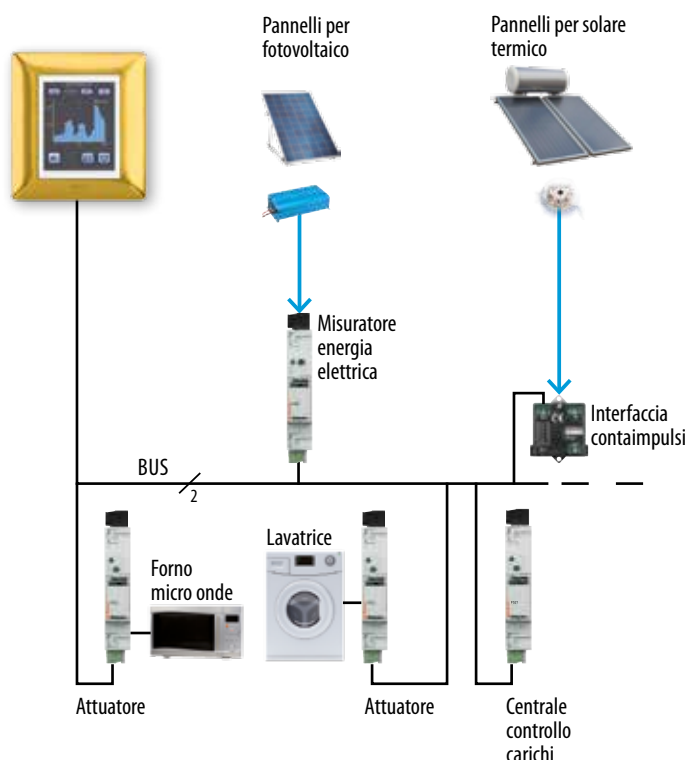 Pannelli per
fotovoltaico
Pannelli per solare
termico
Misuratore
energia
elettrica
Interfaccia
contaimpulsi
BUS
2
Forno
micro onde
Lavatrice
Attuatore
Attuatore
Centrale
controllo
carichi